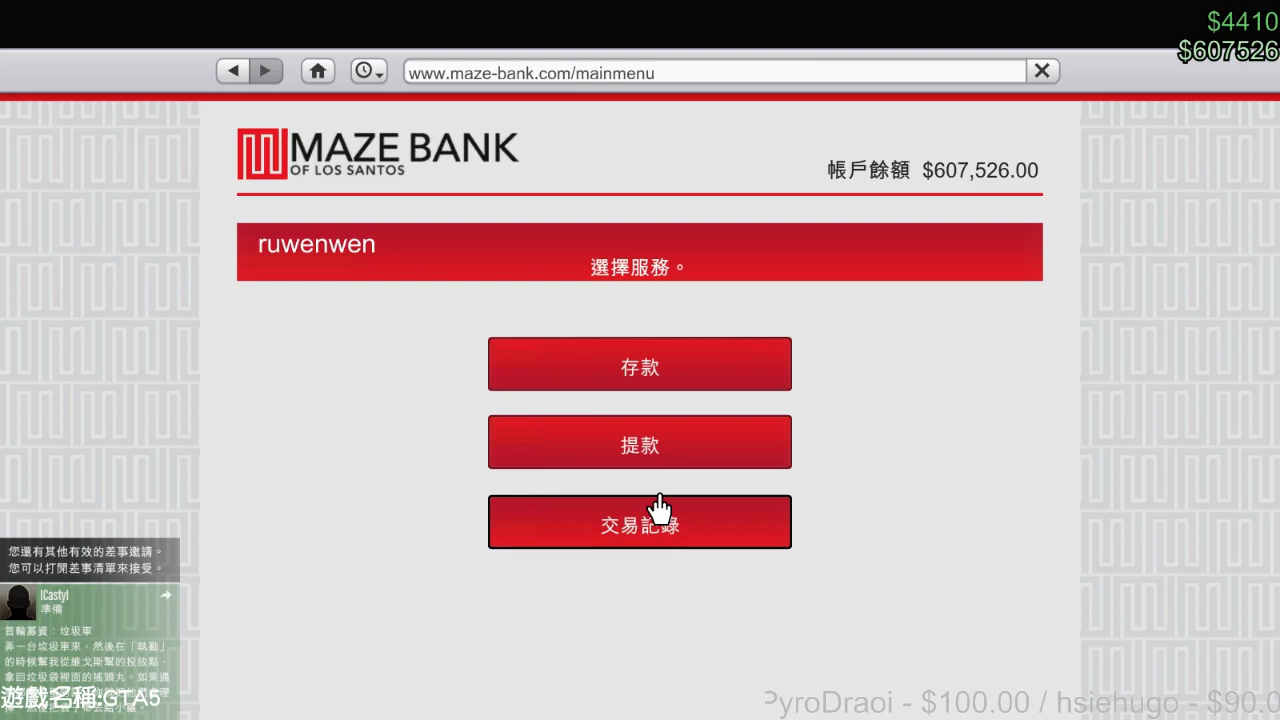 $4410
$607526
www.maze-bank.com/mainmenu
MAZE BANK
OF LOS SANTOS
帳戶餘額 $607,526.00
ruwenwen
選擇服務。
存款
提款
交易記錄
您還有其他有效的差事邀請。
您可以打開差事清單來接受。
lCastyl
準備
首輪募資：垃圾車
弄一台垃圾車來，然後在「執勤」
的時候幫我從維戈斯幫的投放點，
拿回垃圾袋裡面的搖頭丸。如果遇
遊戲名稱:GTA5
PyroDraoi - $100.00 / hsiehugo - $90.0